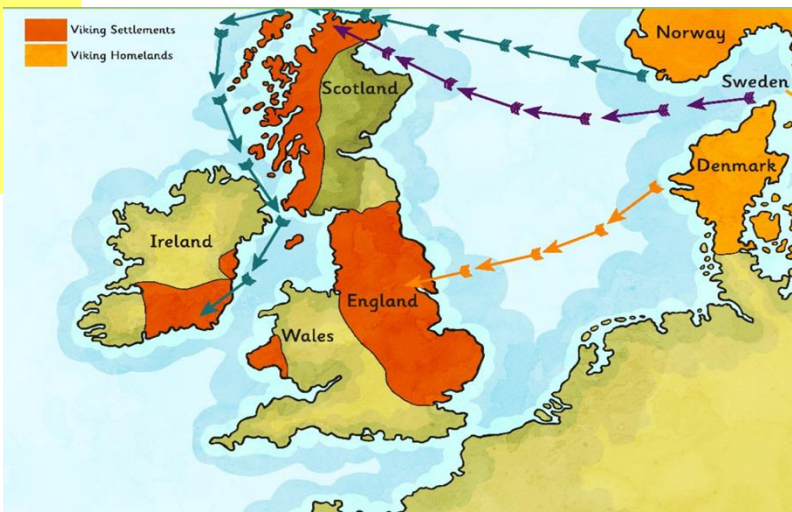 Viking Settlements
Viking Homelands
Norway
Sweden
Scotland
Denmark
Ireland
England
Wales